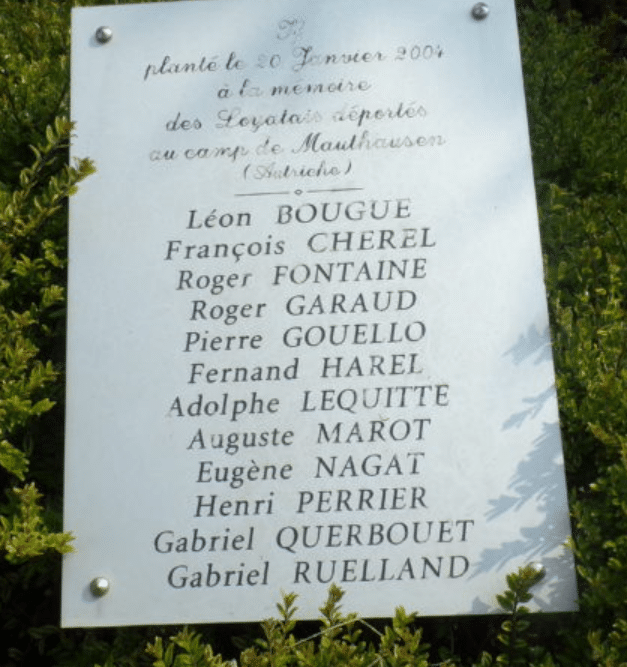 If
planté le 20 Janvier 2004
à la mémoire
des Loyatais déportés
au camp de Mauthausen
(Autriche)
Léon BOUGUE
François CHEREL
Roger FONTAINE
Roger GARAUD
Pierre GOUELLO
Fernand HAREL
Adolphe LEQUITTE
Auguste MAROT
Eugène NAGAT
Henri PERRIER
Gabriel QUERBOUET
Gabriel RUELLAND